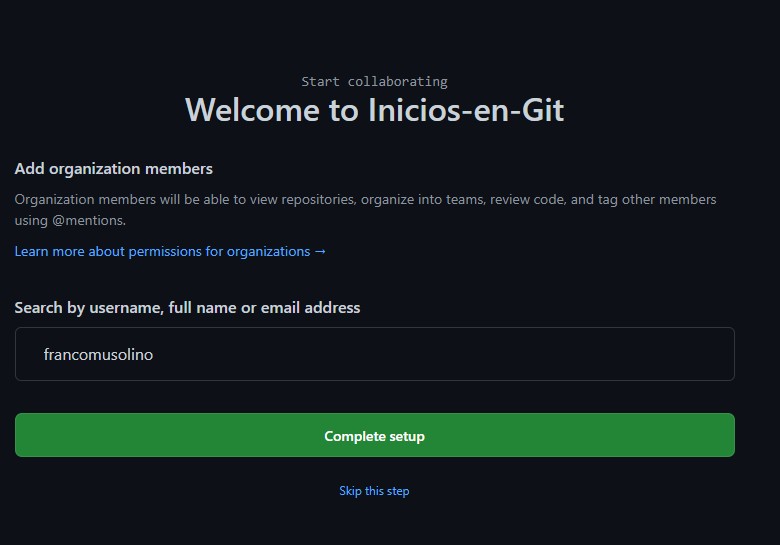 Start collaborating
Welcome to Inicios-en-Git
Add organization members
Organization members will be able to view repositories, organize into teams, review code, and tag other members
using @mentions.
Learn more about permissions for organizations →
Search by username, full name or email address
francomusolino
Complete setup
Skip this step